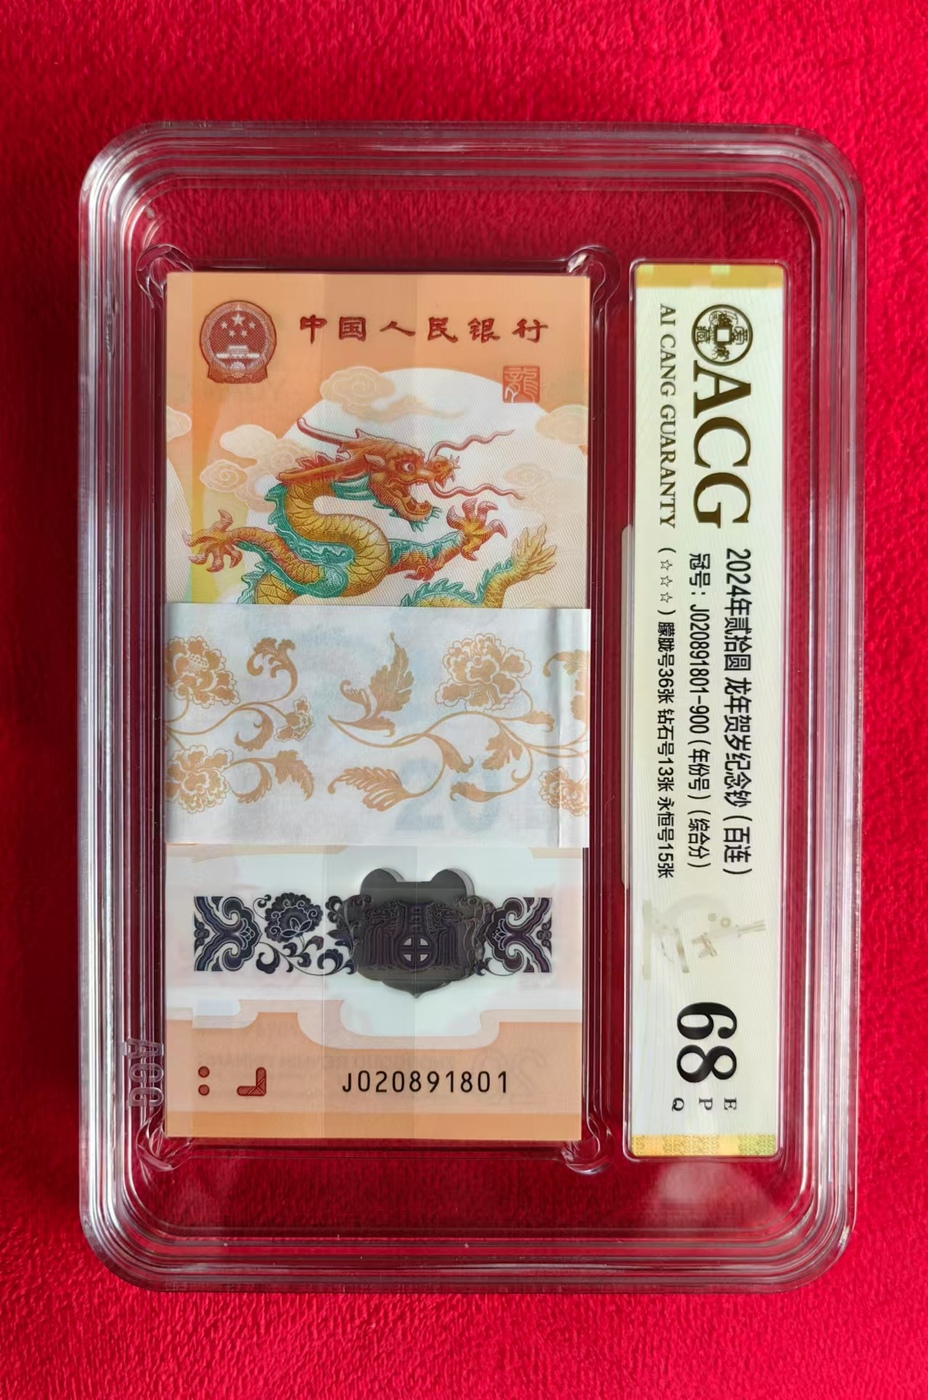 中国人民银行
龍
J020891801
ACG
AI CANG GUARANTY
2024年贰拾圆 龙年贺岁纪念钞（百连）
冠号：J020891801-900（年份号）（综合分）
（☆☆☆）朦胧号36张 钻石号13张 永恒号15张
68
E
P
Q
ACG